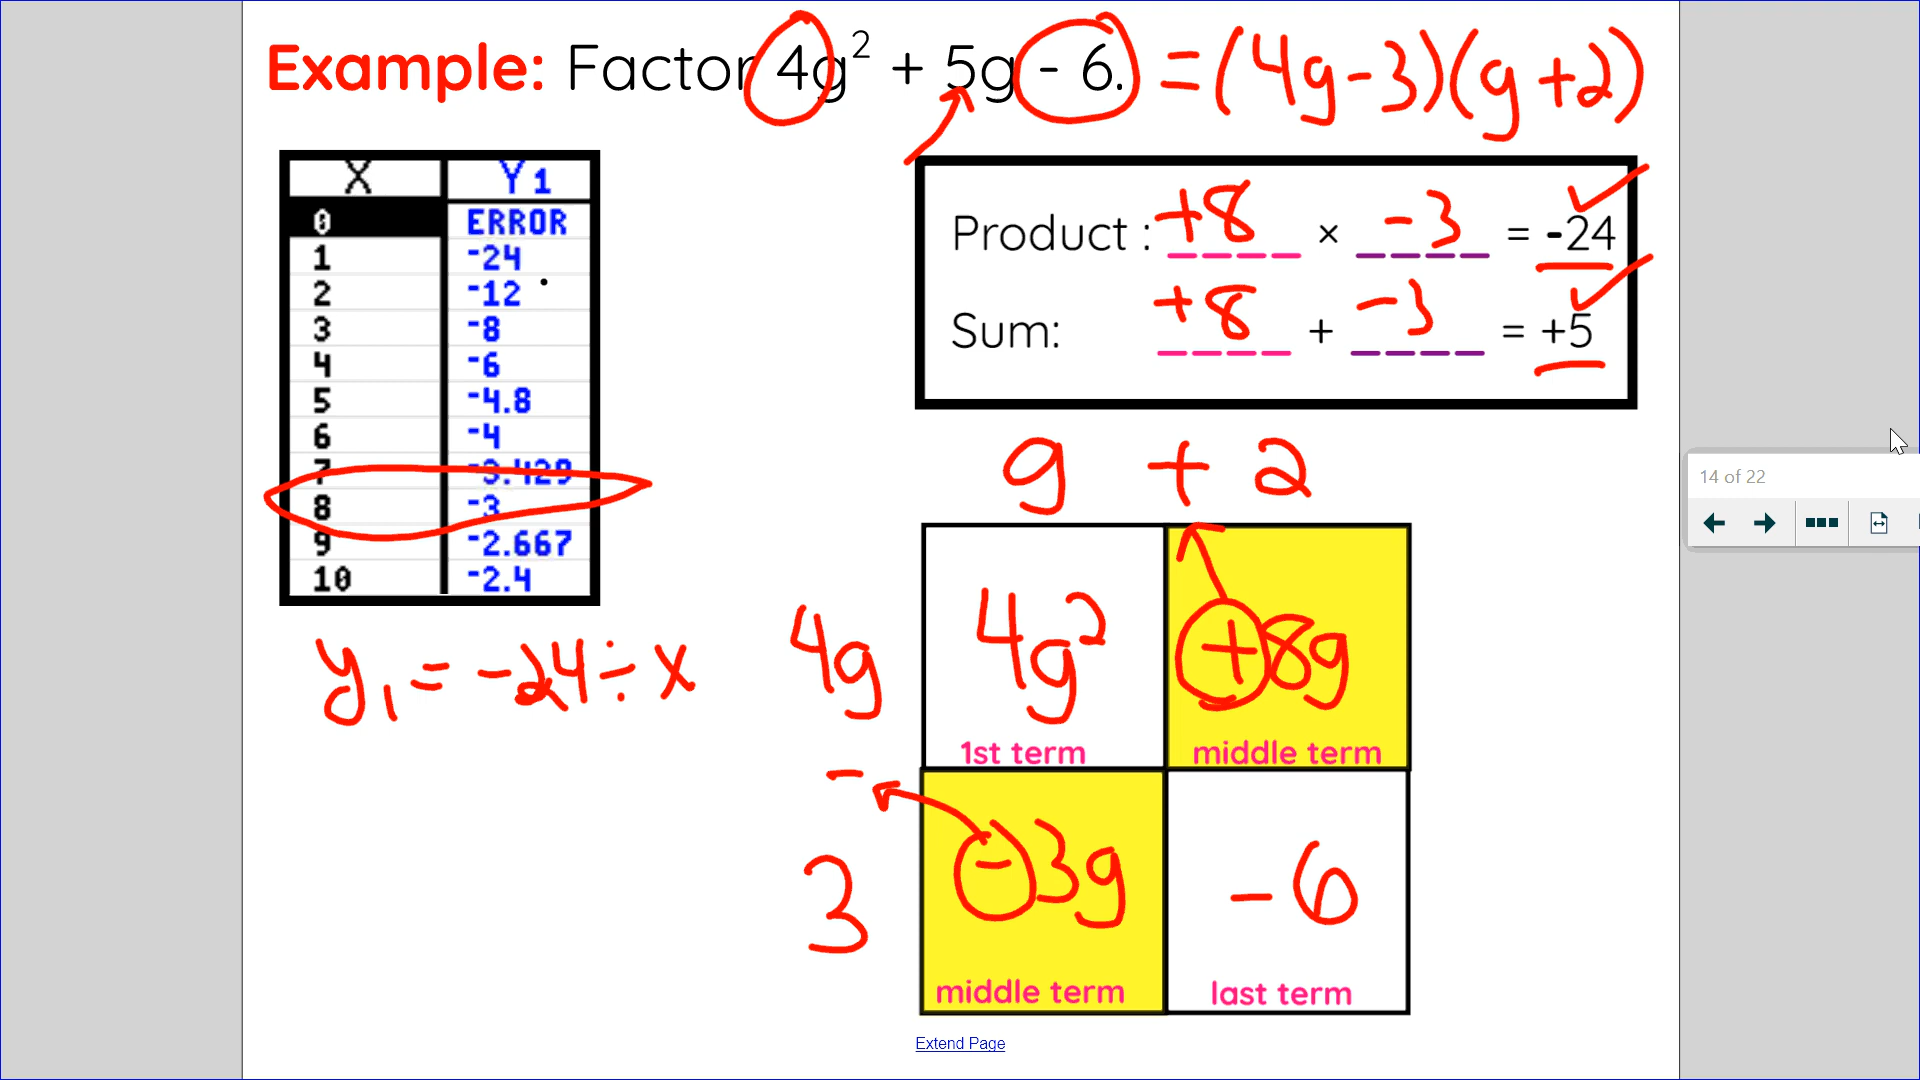 Example: Factor 4g² + 5g - 6. = (4g - 3)(g + 2)
X Y1
0 ERROR
1 -24
2 -12
3 -8
4 -6
5 -4.8
6 -4
7 -3.429
8 -3
9 -2.667
10 -2.4
y₁ = -24 ÷ x
Product : +8 × -3 = -24
Sum: +8 + -3 = +5
g + 2
4g 4g² +8g
1st term middle term
-
3 -3g -6
middle term last term
Extend Page
14 of 22